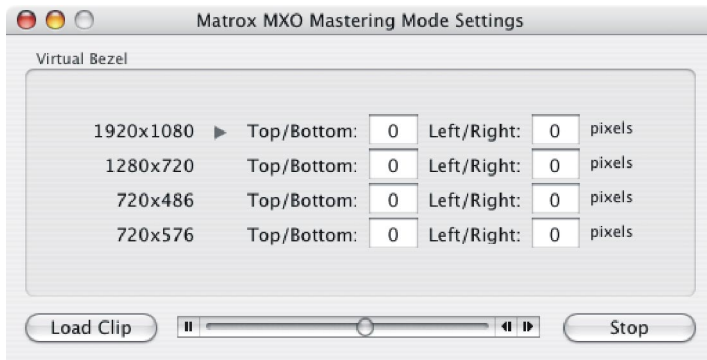 Matrox MXO Mastering Mode Settings
Virtual Bezel
1920x1080 Top/Bottom: 0 Left/Right: 0 pixels
1280x720 Top/Bottom: 0 Left/Right: 0 pixels
720x486 Top/Bottom: 0 Left/Right: 0 pixels
720x576 Top/Bottom: 0 Left/Right: 0 pixels
Load Clip Stop